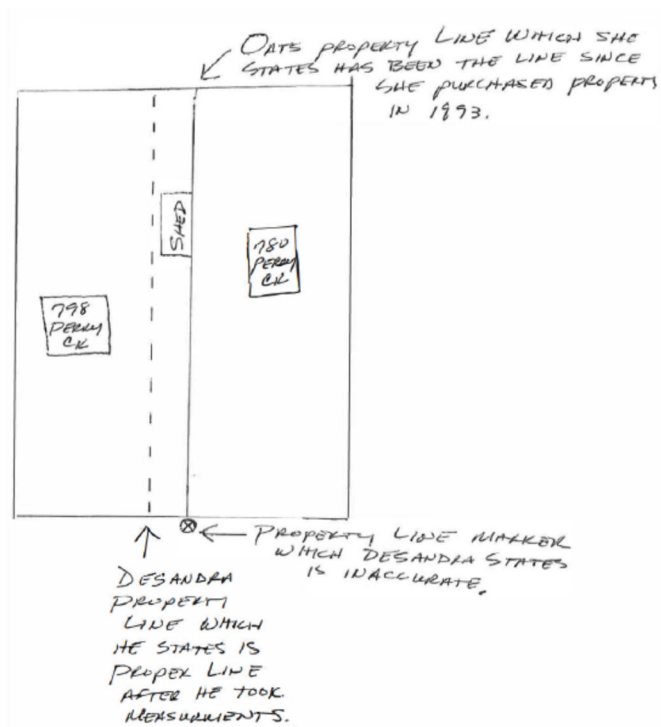 OATS PROPERTY LINE WHICH SHE
STATES HAS BEEN THE LINE SINCE
SHE PURCHASED PROPERTY
IN 1993.
SHED
780
PERRY
CK
798
PERRY
CK
PROPERTY LINE MARKER
WHICH DESANDRA STATES
IS INACCURATE.
DESANDRA
PROPERTY
LINE WHICH
HE STATES IS
PROPER LINE
AFTER HE TOOK
MEASURMENTS.